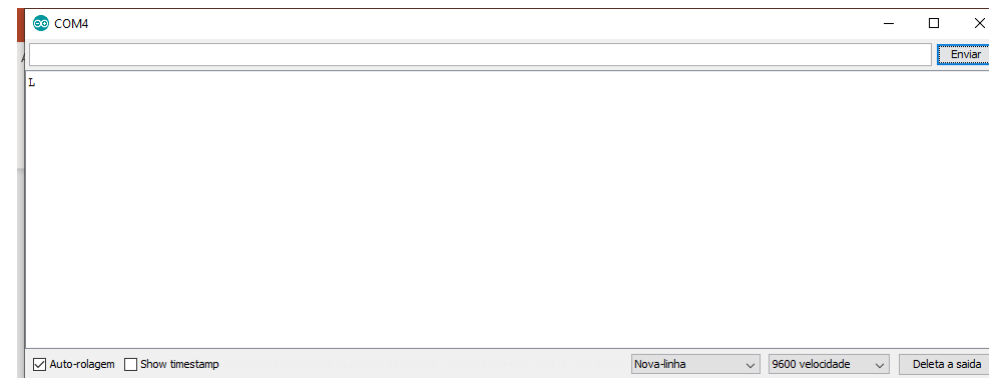 COM4
Enviar
L
Auto-rolagem Show timestamp Nova-linha 9600 velocidade Deleta a saida